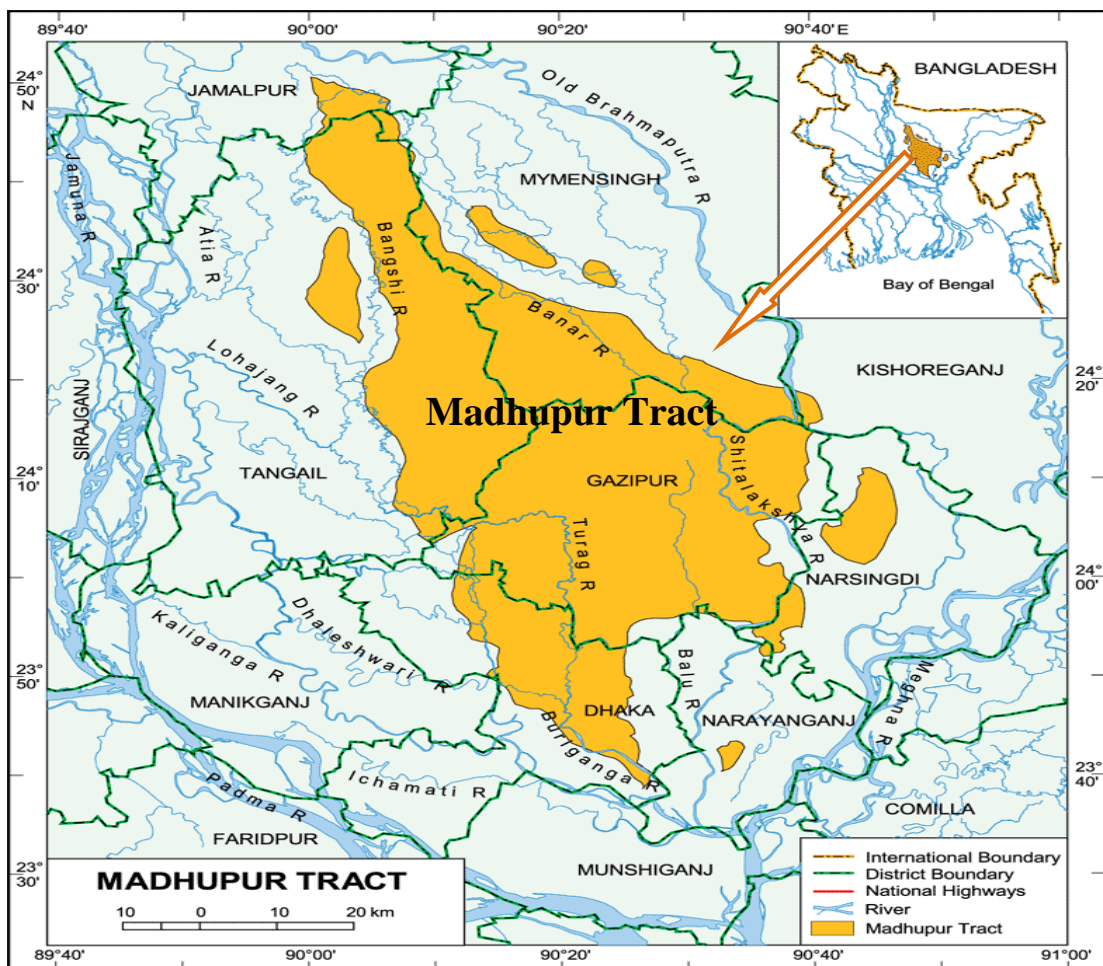 89°40' 90°00' 90°20' 90°40' E
24°
50'
N
24°
30'
24°
20'
24°
10'
24°
00'
23°
50'
23°
40'
23°
30'
JAMALPUR
Old Brahmaputra R
BANGLADESH
Bay of Bengal
Jamuna R
MYMENSINGH
Atia R
Bangshi R
Banar R
KISHOREGANJ
Lohajang R
SIRAJGANJ
Madhupur Tract
TANGAIL
GAZIPUR
Shitalakshya R
Turag R
NARSINGDI
Kaliganga R
Dhaleshwari R
Balu R
Meghna R
MANIKGANJ
DHAKA
NARAYANGANJ
Buriganga R
Ichamati R
Padma R
COMILLA
FARIDPUR
MUNSHIGANJ
MADHUPUR TRACT
10 0 10 20 km
International Boundary
District Boundary
National Highways
River
Madhupur Tract
89°40' 90°00' 90°20' 90°40' 91°00'